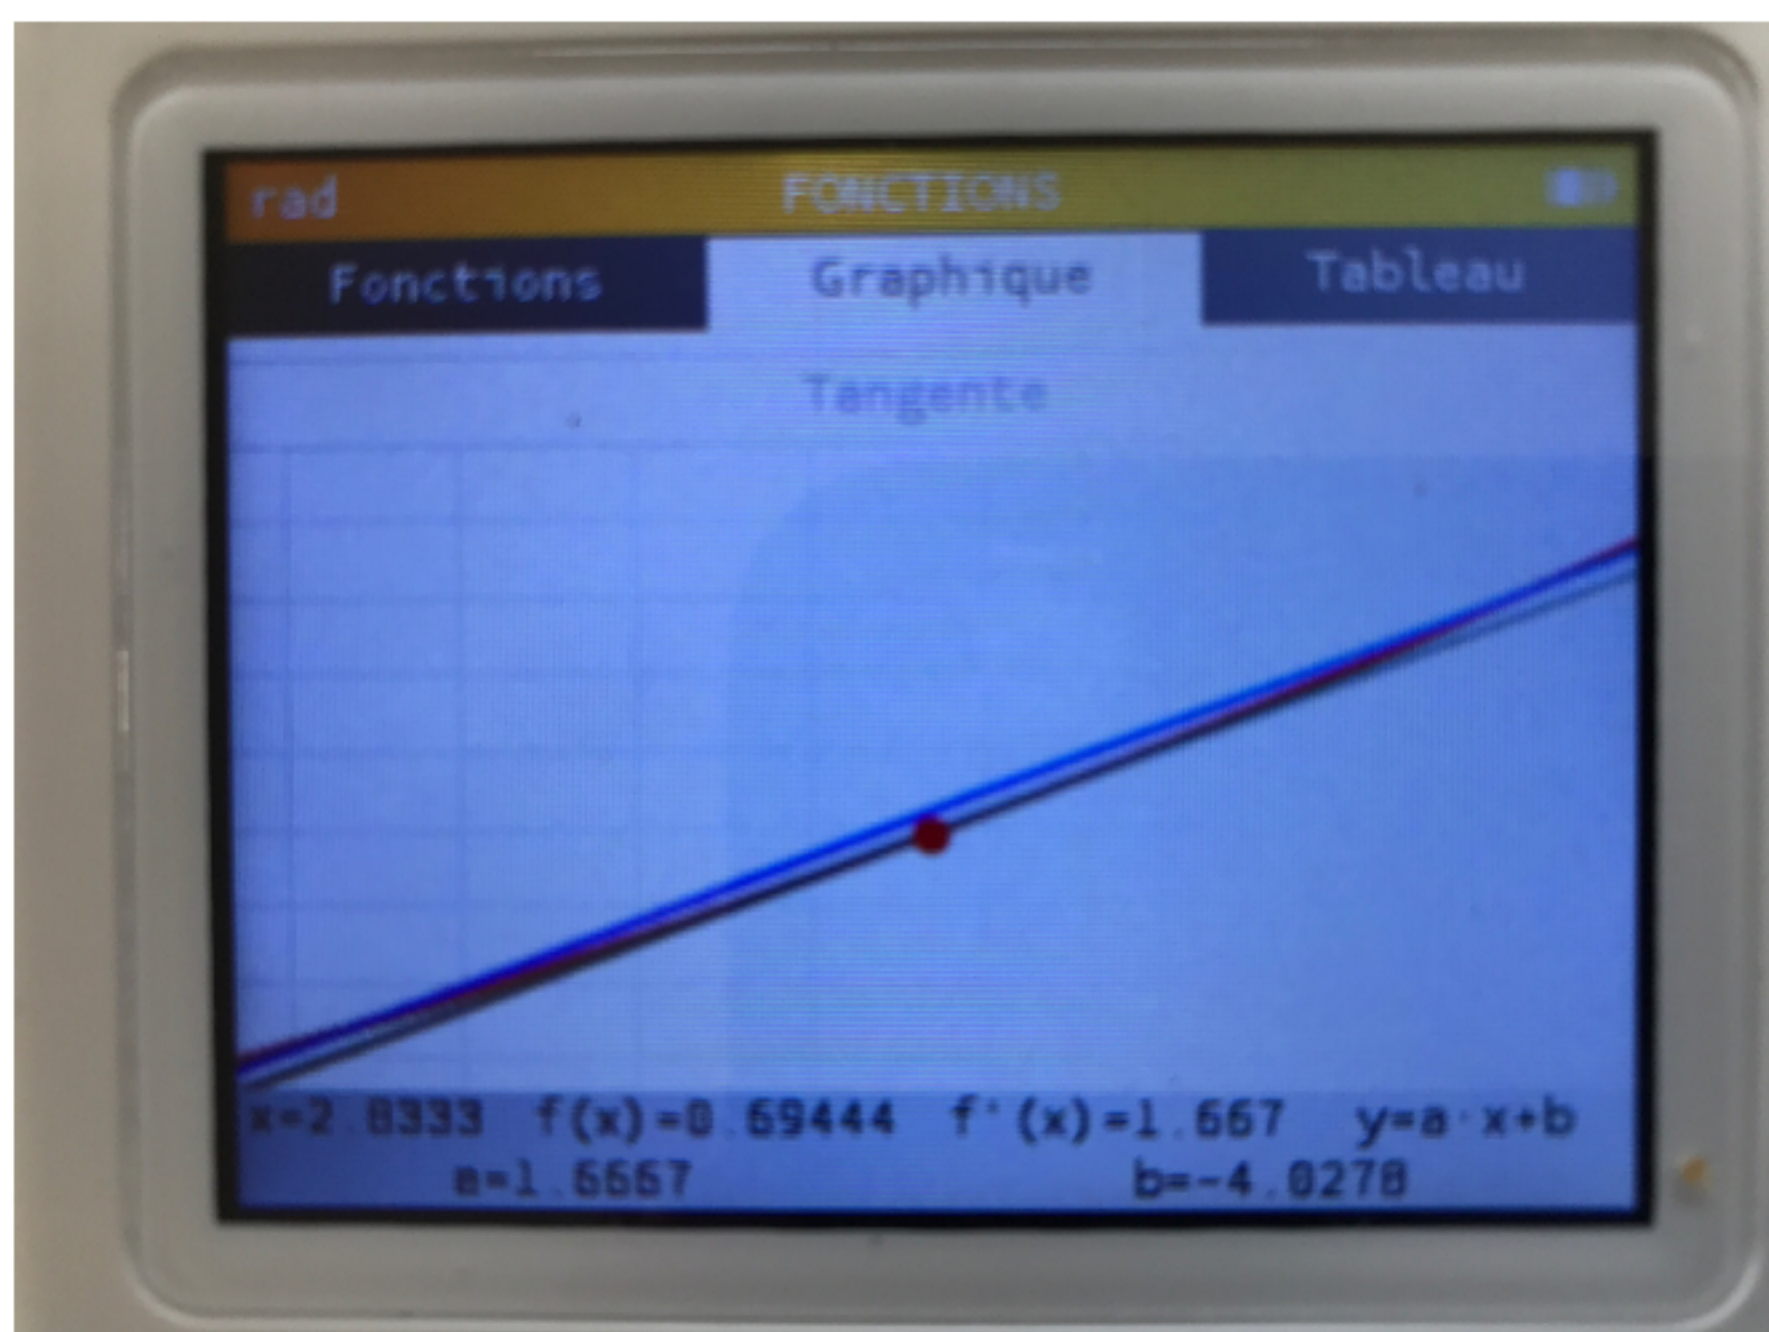 rad FONCTIONS
Fonctions Graphique Tableau
Tangente
x=2.8333 f(x)=0.69444 f'(x)=1.667 y=a·x+b
a=1.6667 b=-4.0278